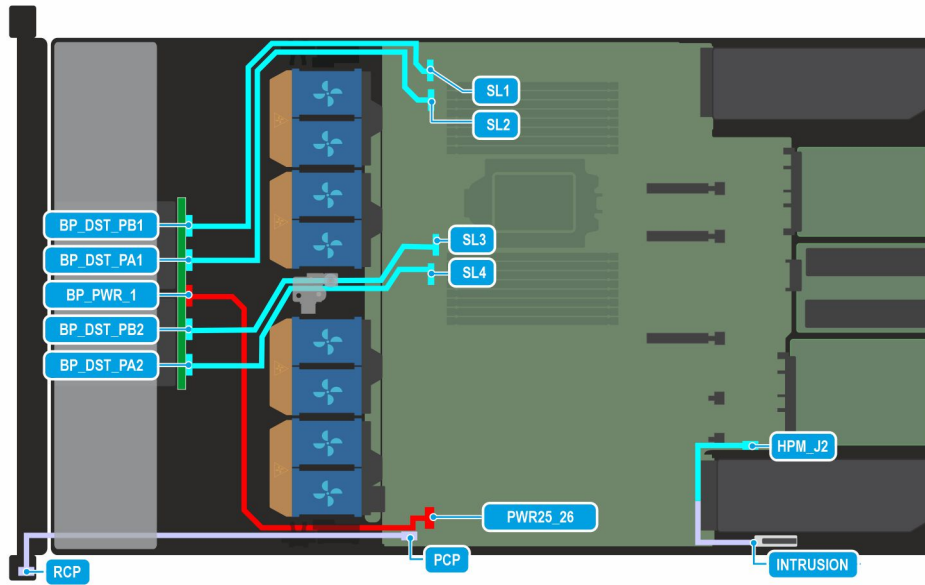 SL1
SL2
BP_DST_PB1
SL3
BP_DST_PA1
SL4
BP_PWR_1
BP_DST_PB2
BP_DST_PA2
HPM_J2
PWR25_26
PCP
INTRUSION
RCP